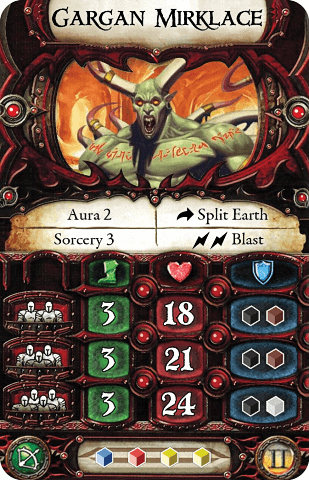 GARGAN MIRKLACE
Aura 2
Split Earth
Sorcery 3
Blast
3 18
3 21
3 24
II